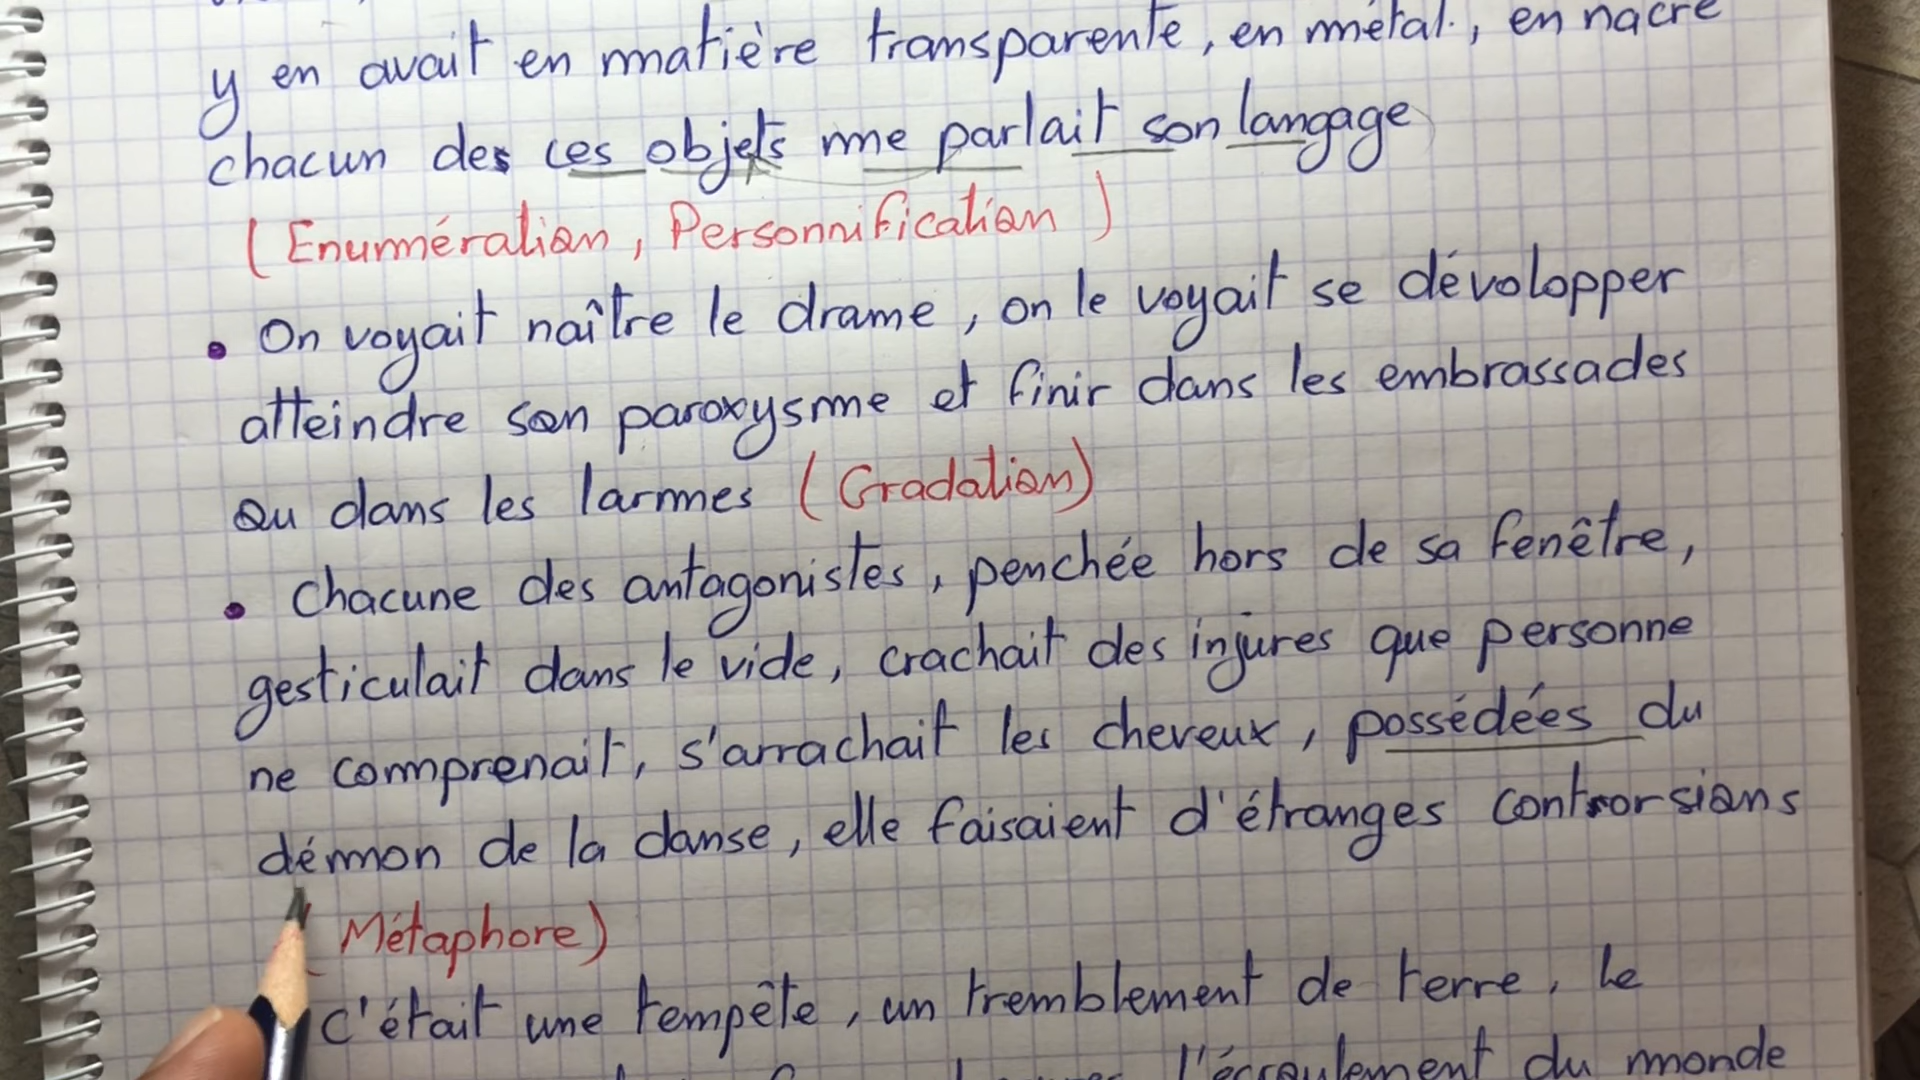 y en avait en matière transparente, en métal., en nacre
chacun des ces objets me parlait son langage
(Enumération, Personnification)
• On voyait naître le drame, on le voyait se dévolopper
atteindre son paroxysme et finir dans les embrassades
ou dans les larmes (Gradation)
• Chacune des antagonistes, penchée hors de sa fenêtre,
gesticulait dans le vide, crachait des injures que personne
ne comprenait, s'arrachait les cheveux, possédées du
démon de la danse, elle faisaient d'étranges controrsions
(Métaphore)
c'était une tempête, un tremblement de terre, le
l'écroulement du monde